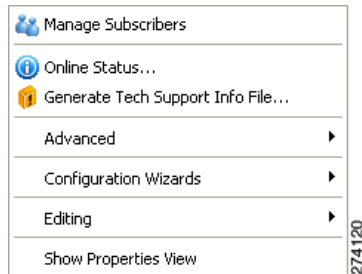 Manage Subscribers
Online Status...
Generate Tech Support Info File...
Advanced
Configuration Wizards
Editing
Show Properties View
274120